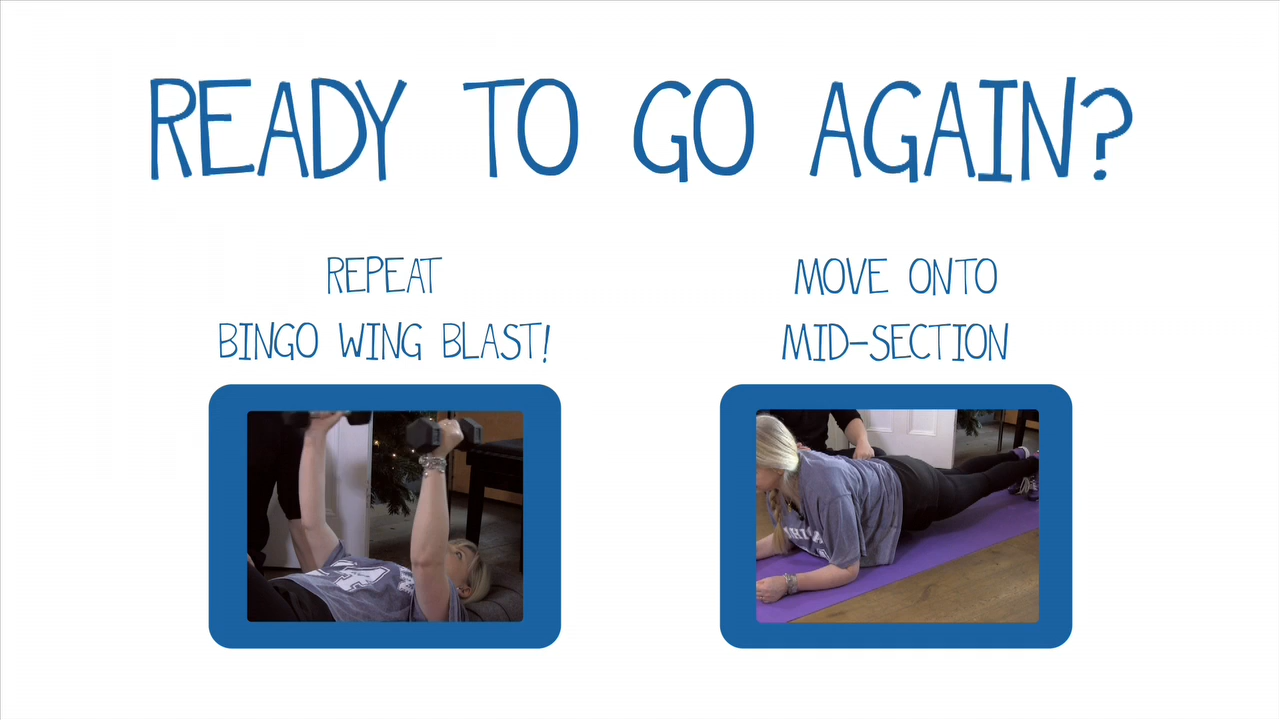 READY TO GO AGAIN?
REPEAT
BINGO WING BLAST!
MOVE ONTO
MID-SECTION